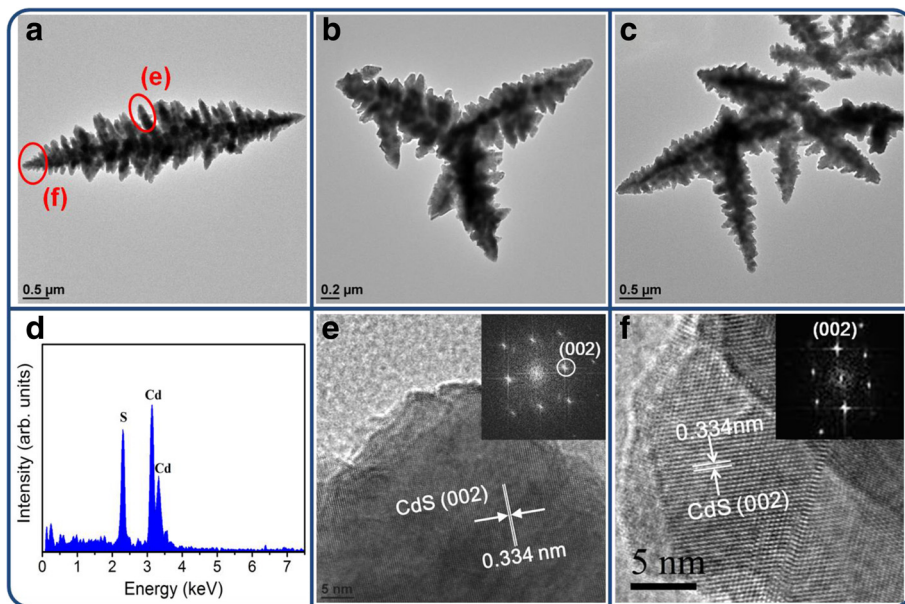 a
(e)
(f)
0.5 μm
b
0.2 μm
c
0.5 μm
d
S
Cd
Cd
Intensity (arb. units)
0 1 2 3 4 5 6 7
Energy (keV)
e
(002)
CdS (002)
0.334 nm
5 nm
f
(002)
0.334nm
CdS (002)
5 nm